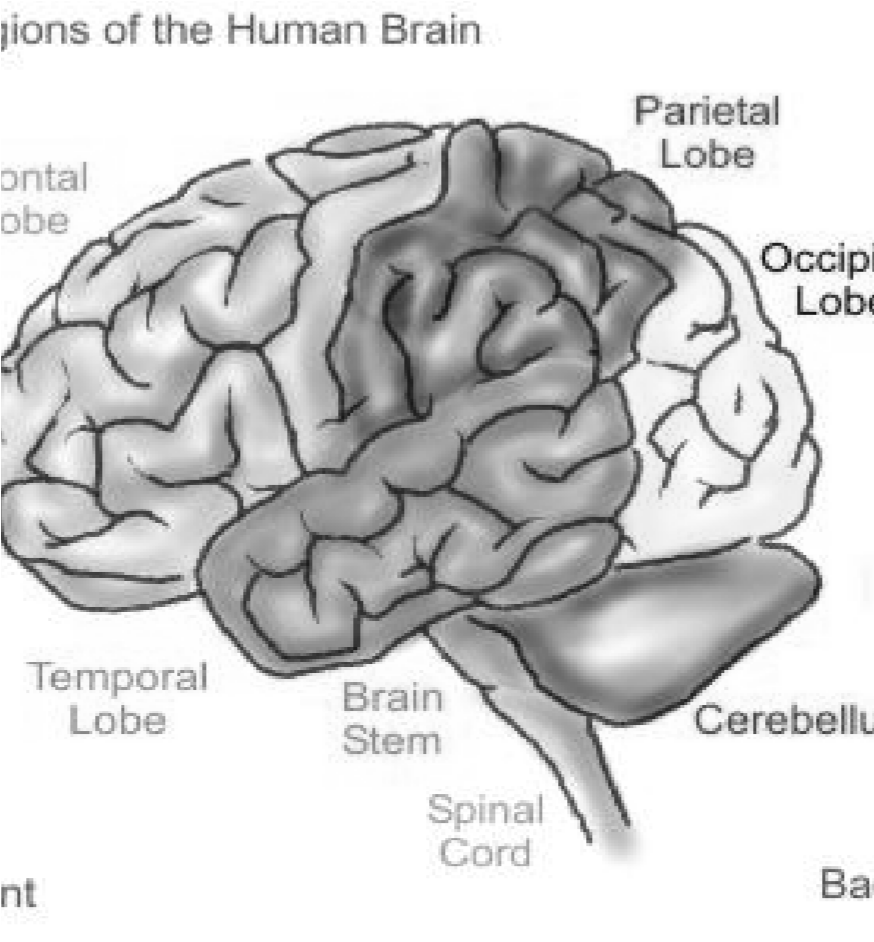 gions of the Human Brain
Parietal
Lobe
ontal
obe
Occipi
Lobe
Temporal
Lobe
Brain
Stem
Cerebellu
Spinal
Cord
nt
Ba